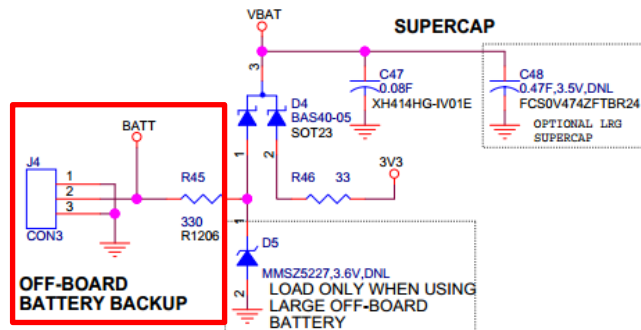 VBAT
SUPERCAP
3
C47
0.08F
XH414HG-IV01E
C48
0.47F,3.5V,DNL
FCS0V474ZFTBR24
OPTIONAL LRG
SUPERCAP
D4
BAS40-05
SOT23
BATT
1
2
3V3
J4
1
2
3
CON3
R45
330
R1206
R46 33
1
D5
MMSZ5227,3.6V,DNL
2
LOAD ONLY WHEN USING
LARGE OFF-BOARD
BATTERY
OFF-BOARD
BATTERY BACKUP